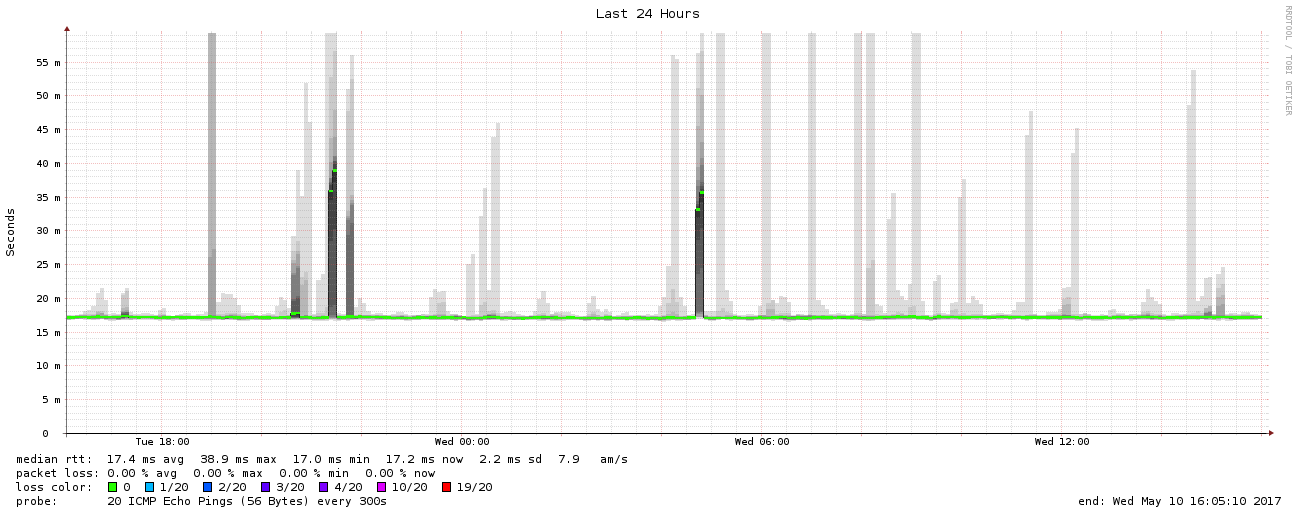 Last 24 Hours
RRDTOOL / TOBI OETIKER
Seconds
55 m
50 m
45 m
40 m
35 m
30 m
25 m
20 m
15 m
10 m
5 m
0
Tue 18:00 Wed 00:00 Wed 06:00 Wed 12:00
median rtt: 17.4 ms avg 38.9 ms max 17.0 ms min 17.2 ms now 2.2 ms sd 7.9 am/s
packet loss: 0.00 % avg 0.00 % max 0.00 % min 0.00 % now
loss color: 0 1/20 2/20 3/20 4/20 10/20 19/20
probe: 20 ICMP Echo Pings (56 Bytes) every 300s end: Wed May 10 16:05:10 2017